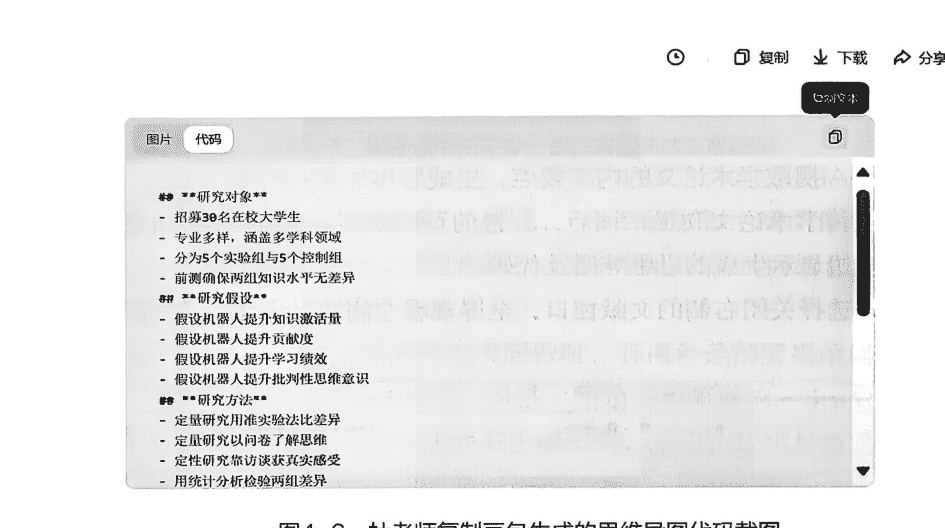 复制 下载 分享
图片 代码
## **研究对象**
- 招募30名在校大学生
- 专业多样，涵盖多学科领域
- 分为5个实验组与5个控制组
- 前测确保两组知识水平无差异
## **研究假设**
- 假设机器人提升知识激活量
- 假设机器人提升贡献度
- 假设机器人提升学习绩效
- 假设机器人提升批判性思维意识
## **研究方法**
- 定量研究用准实验法比差异
- 定量研究以问卷了解思维
- 定性研究靠访谈获真实感受
- 用统计分析检验两组差异